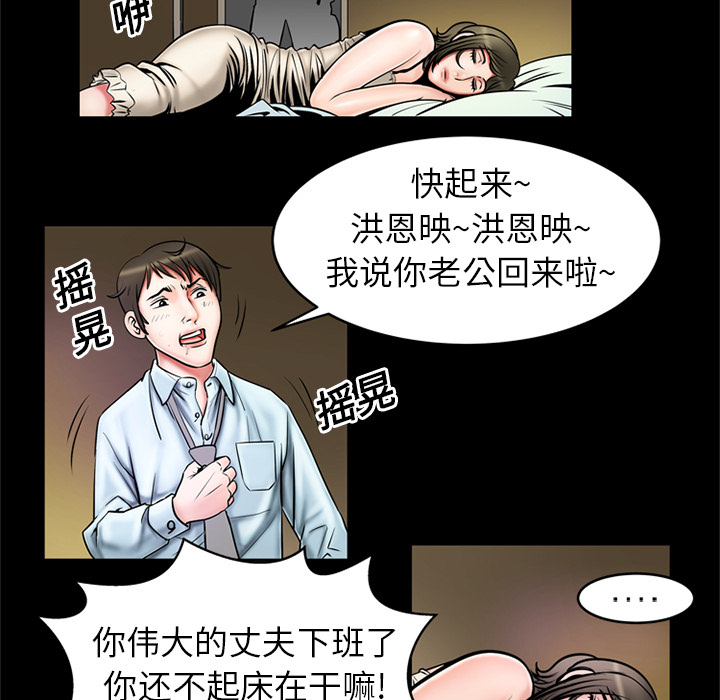 咿
快起来~
洪恩映~洪恩映~
我说你老公回来啦~
摇晃
摇晃
....
你伟大的丈夫下班了
你还不起床在干嘛!